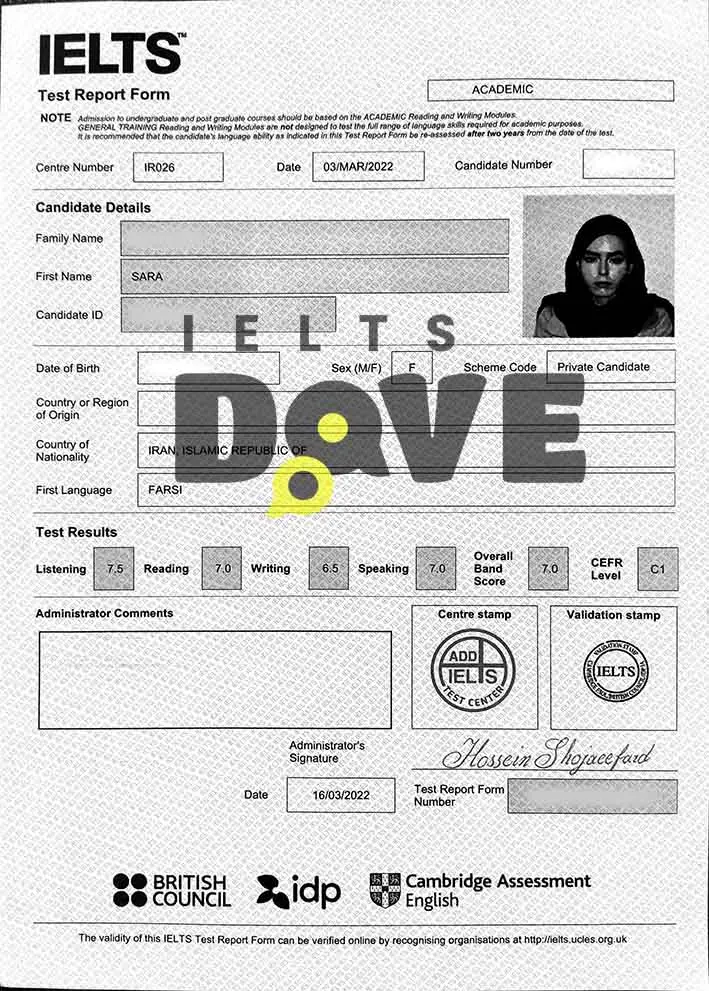 IELTS™
Test Report Form
ACADEMIC
NOTE Admission to undergraduate and post graduate courses should be based on the ACADEMIC Reading and Writing Modules.
GENERAL TRAINING Reading and Writing Modules are not designed to test the full range of language skills required for academic purposes.
It is recommended that the candidate's language ability as indicated in this Test Report Form be re-assessed after two years from the date of the test.
Centre Number IR026 Date 03/MAR/2022 Candidate Number
Candidate Details
Family Name
First Name SARA
Candidate ID
IELTS
DAVE
Date of Birth Sex (M/F) F Scheme Code Private Candidate
Country or Region
of Origin
Country of
Nationality IRAN, ISLAMIC REPUBLIC OF
First Language FARSI
Test Results
Listening 7.5 Reading 7.0 Writing 6.5 Speaking 7.0 Overall Band Score 7.0 CEFR Level C1
Administrator Comments
Centre stamp
ADD
IELTS
TEST CENTER
Validation stamp
VALIDATION STAMP
IELTS
Administrator's
Signature
Hossein Shojaeefard
Date 16/03/2022
Test Report Form
Number
BRITISH
COUNCIL
idp
Cambridge Assessment
English
The validity of this IELTS Test Report Form can be verified online by recognising organisations at http://ielts.ucles.org.uk